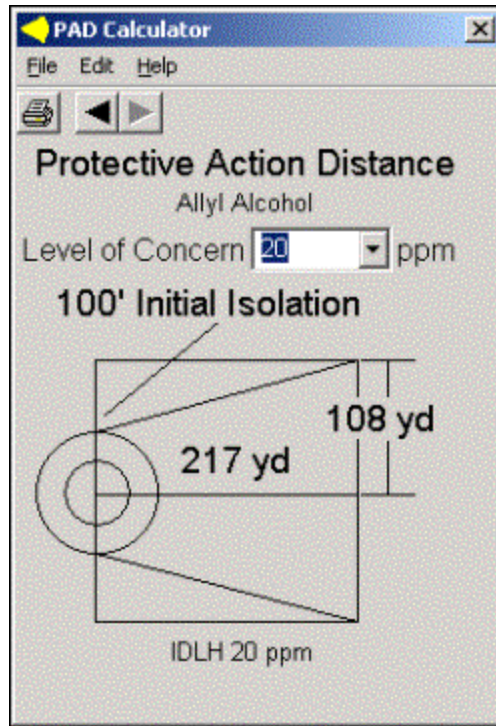 PAD Calculator
File Edit Help
Protective Action Distance
Allyl Alcohol
Level of Concern 20 ppm
100' Initial Isolation
108 yd
217 yd
IDLH 20 ppm